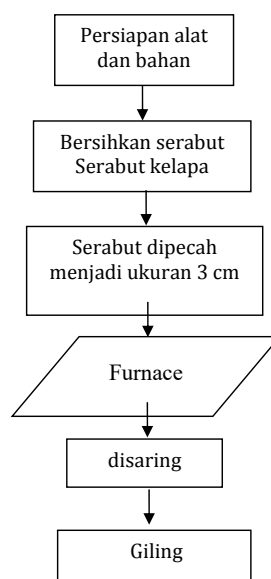 Persiapan alat
dan bahan
Bersihkan serabut
Serabut kelapa
Serabut dipecah
menjadi ukuran 3 cm
Furnace
disaring
Giling